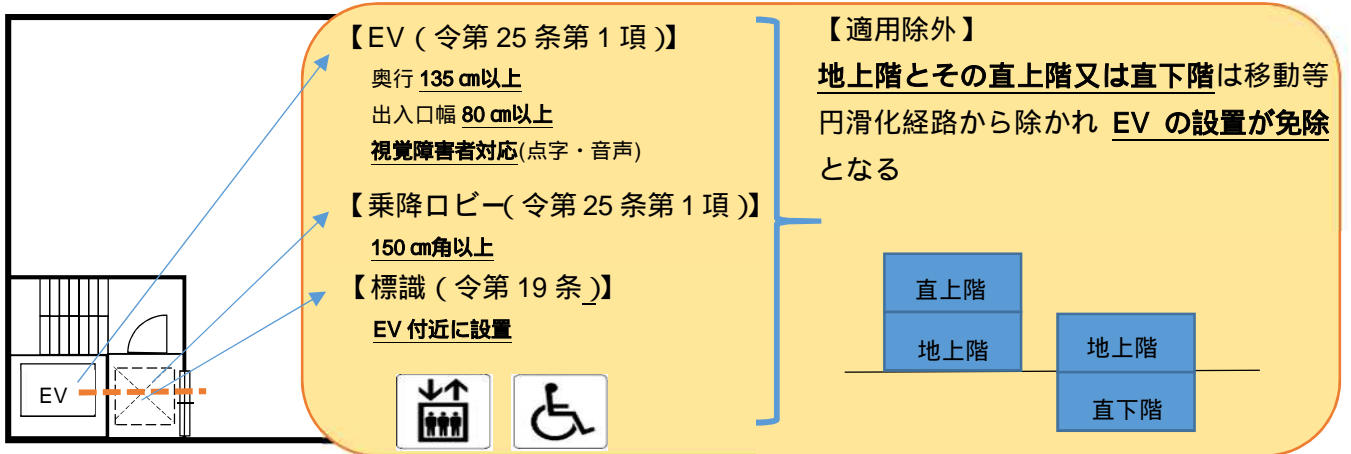 【EV(令第25条第1項)】
奥行 135 ㎝以上
出入口幅 80 ㎝以上
視覚障害者対応(点字・音声)
【乗降ロビー(令第25条第1項)】
150 ㎝角以上
【標識(令第19条)】
EV 付近に設置
【適用除外】
地上階とその直上階又は直下階は移動等
円滑化経路から除かれ EV の設置が免除
となる
直上階
地上階
地上階
直下階
EV